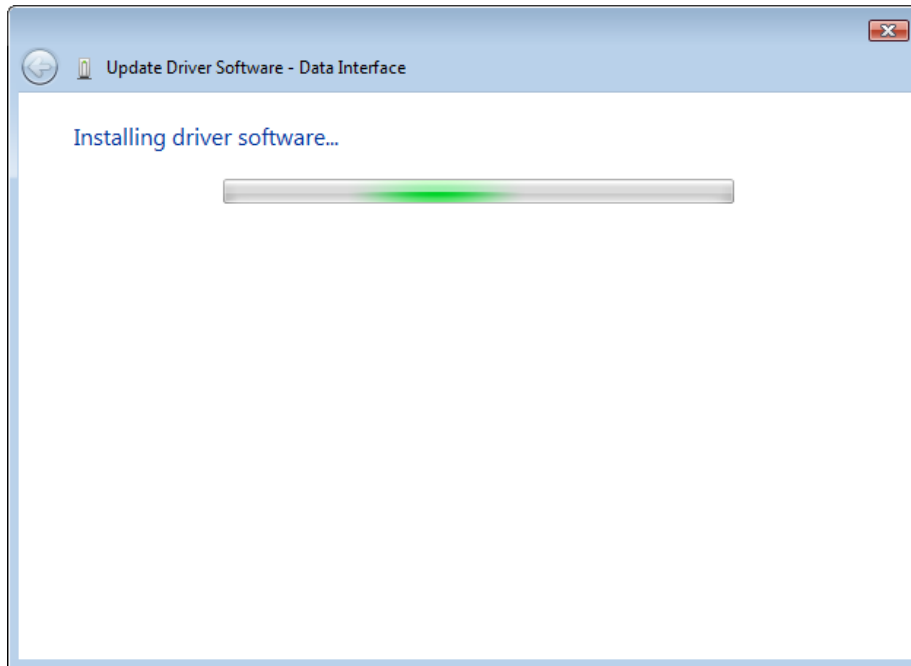 Update Driver Software - Data Interface
Installing driver software...